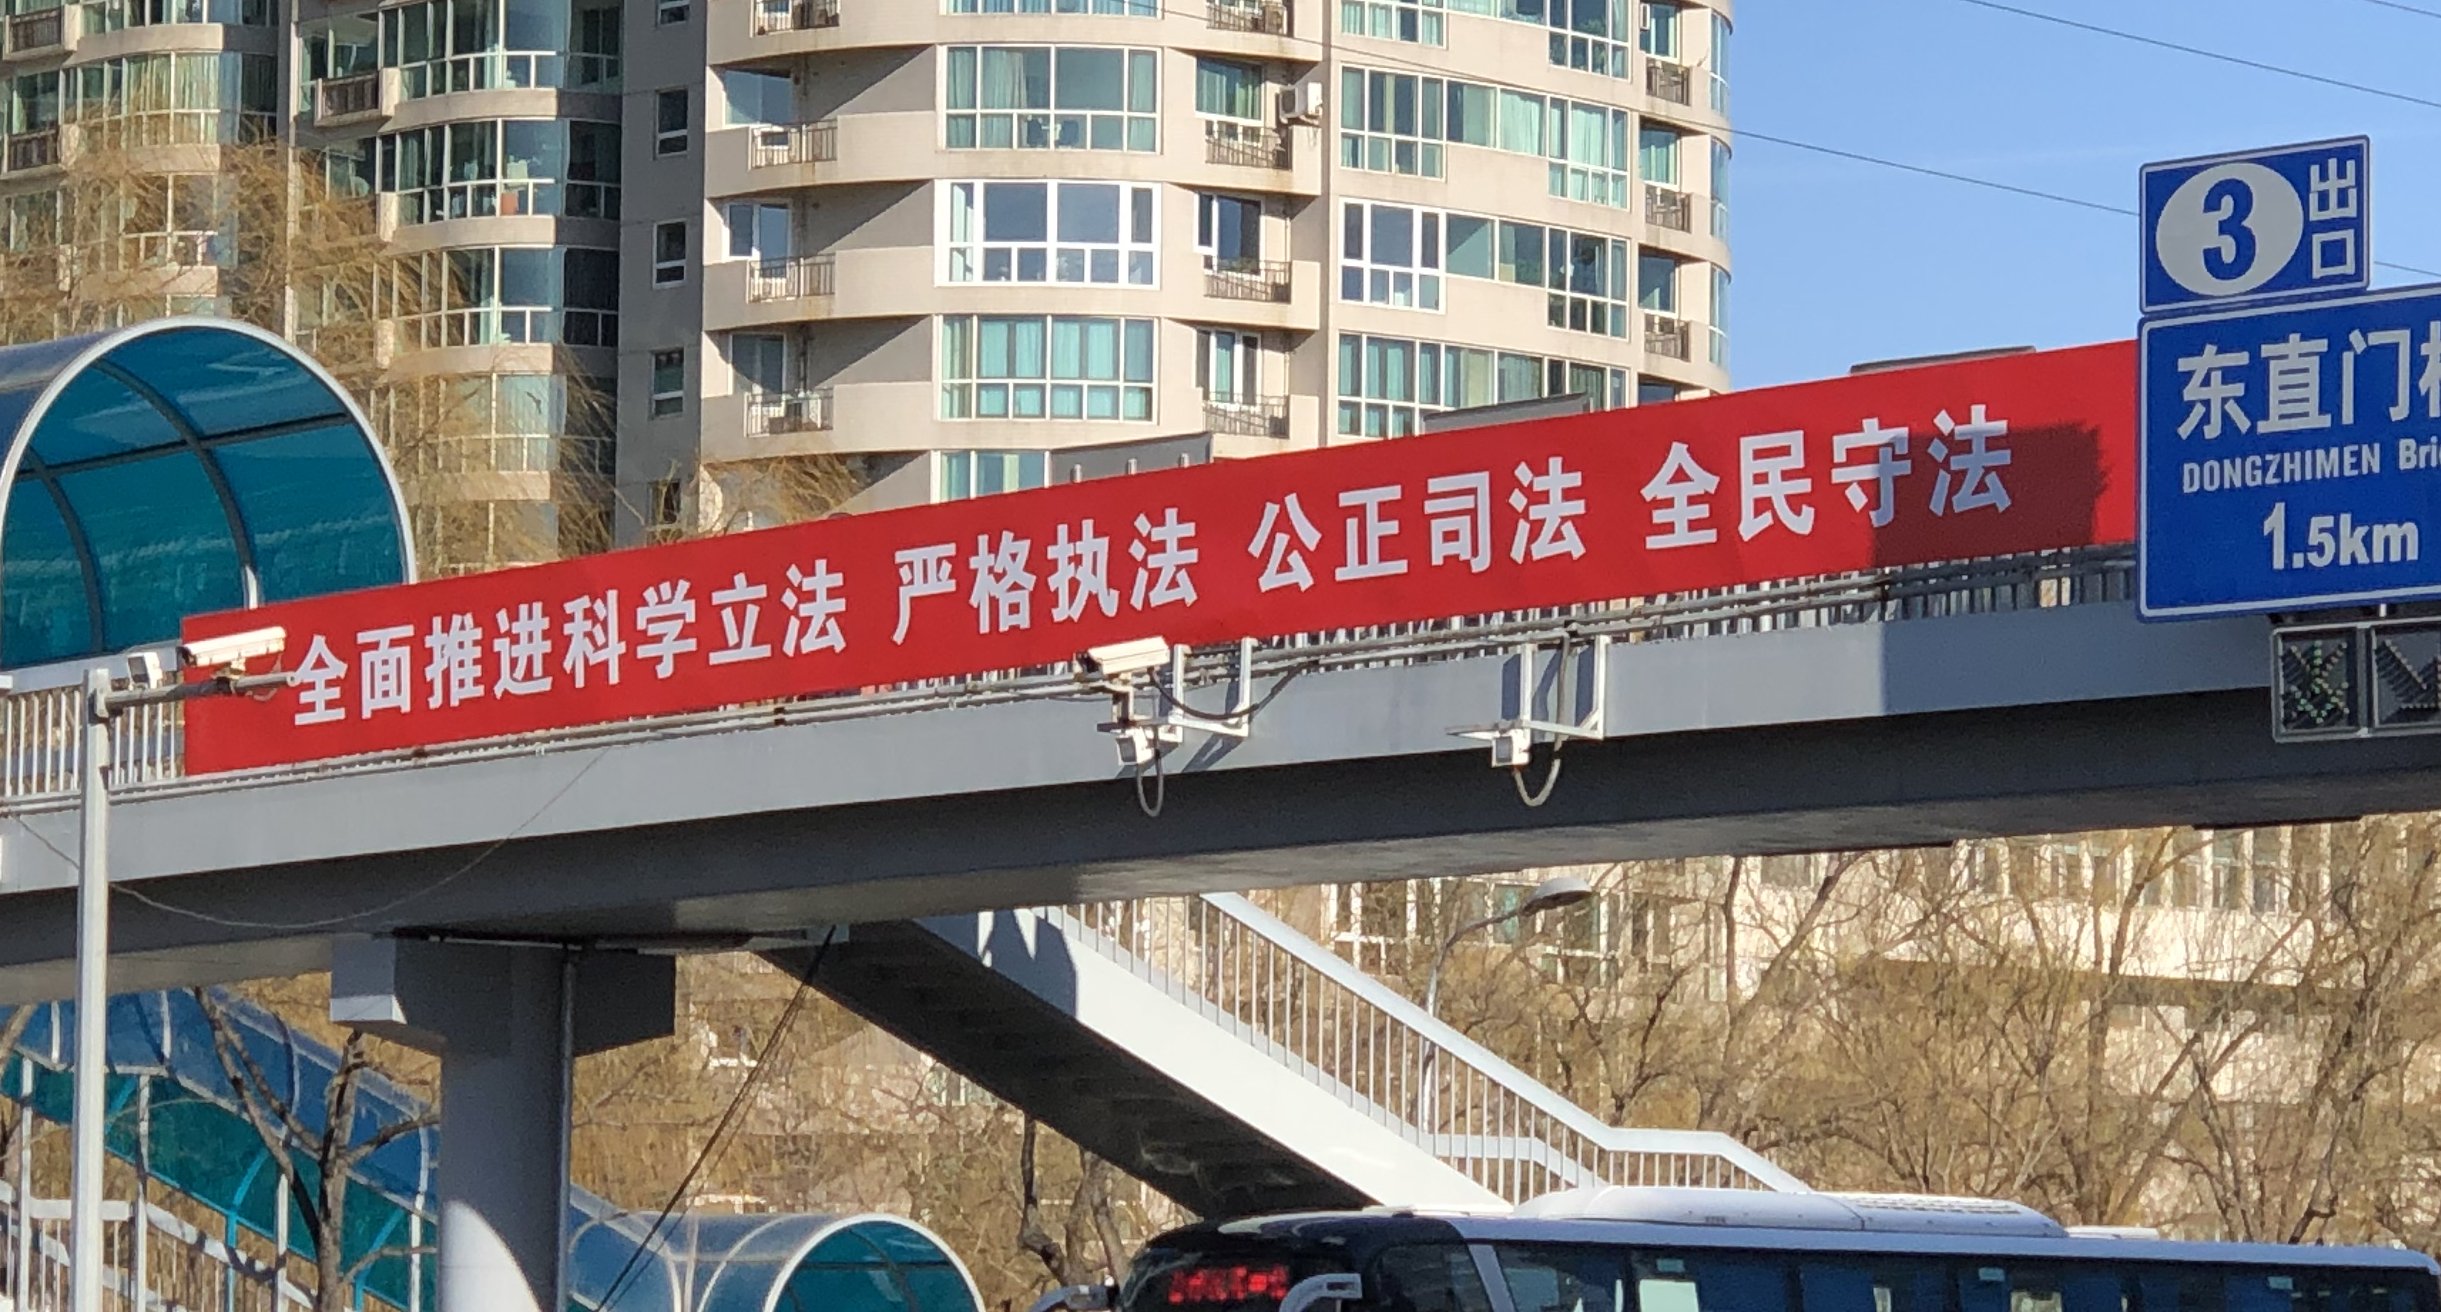 全面推进科学立法 严格执法 公正司法 全民守法
3 出口
东直门
DONGZHIMEN
1.5km